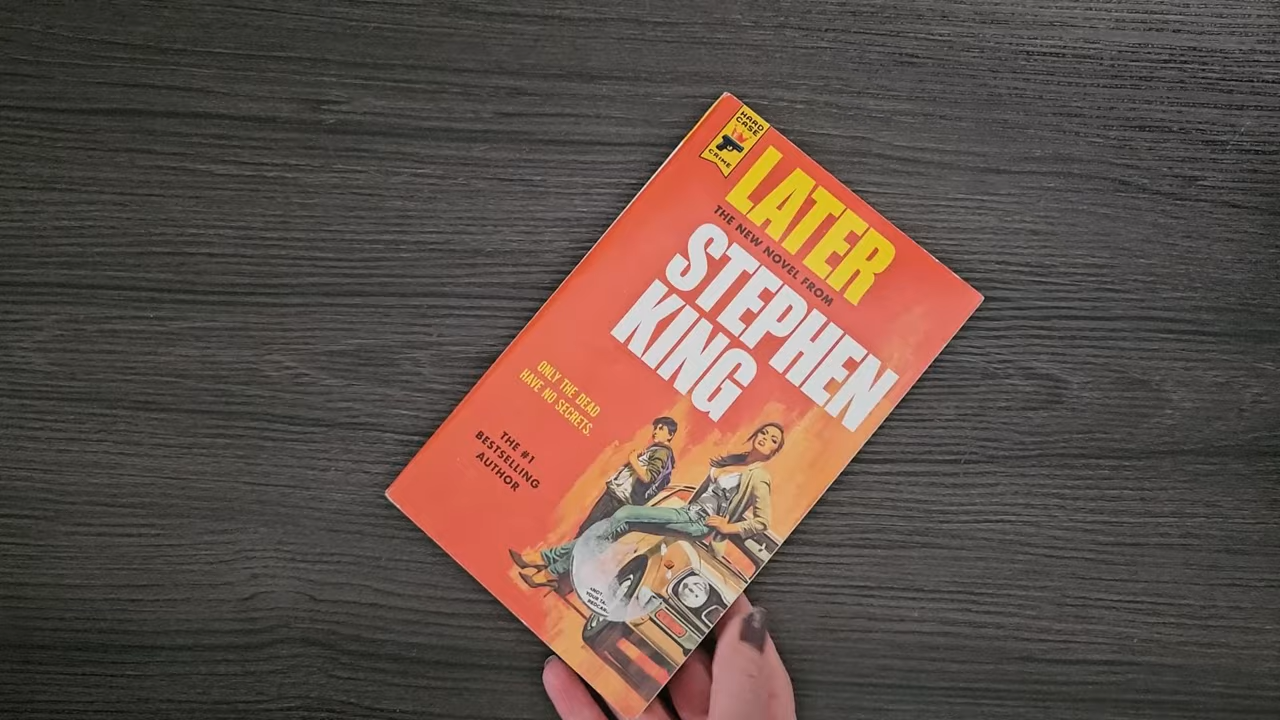 HARD
CASE
CRIME
LATER
THE NEW NOVEL FROM
STEPHEN
KING
ONLY THE DEAD
HAVE NO SECRETS.
THE #1
BESTSELLING
AUTHOR
YOUR